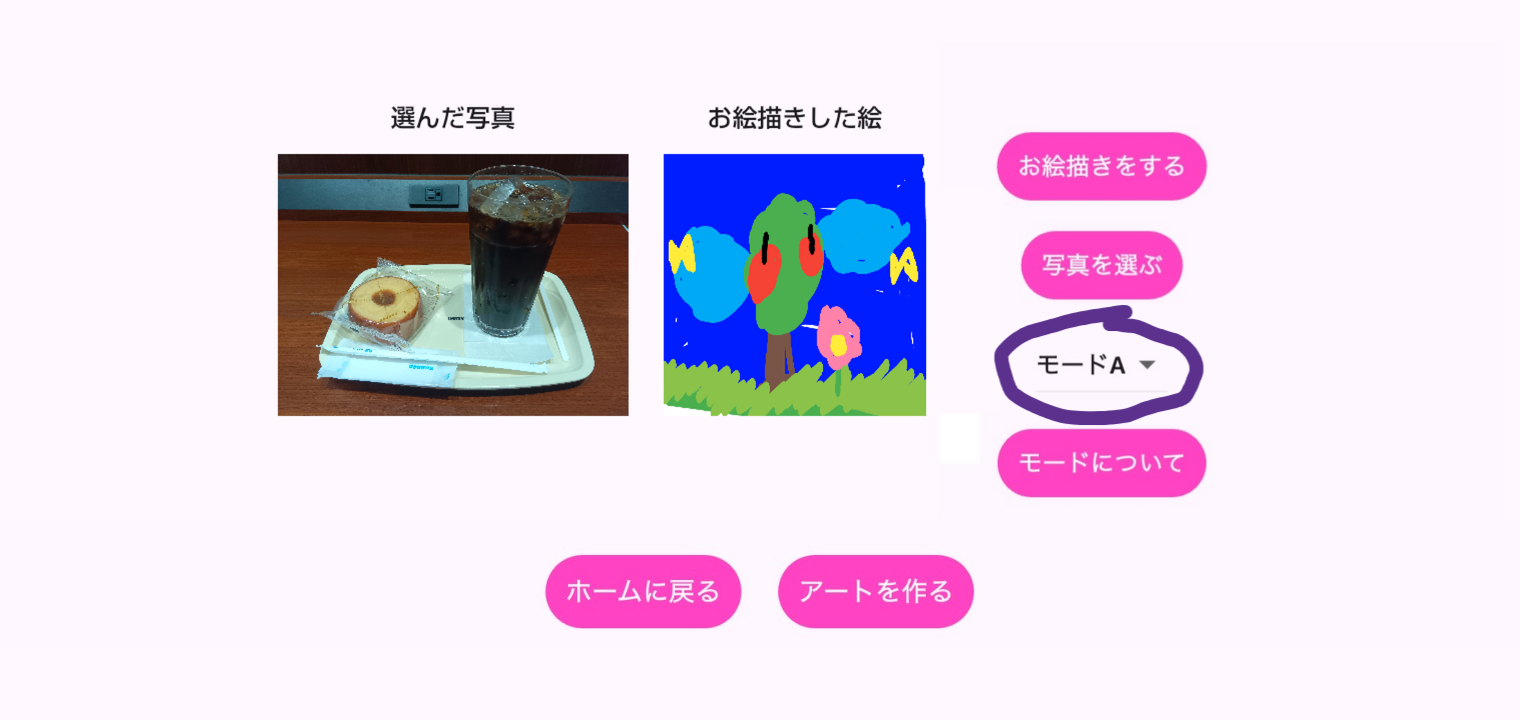 選んだ写真
お絵描きした絵
お絵描きをする
写真を選ぶ
モードA
モードについて
ホームに戻る
アートを作る